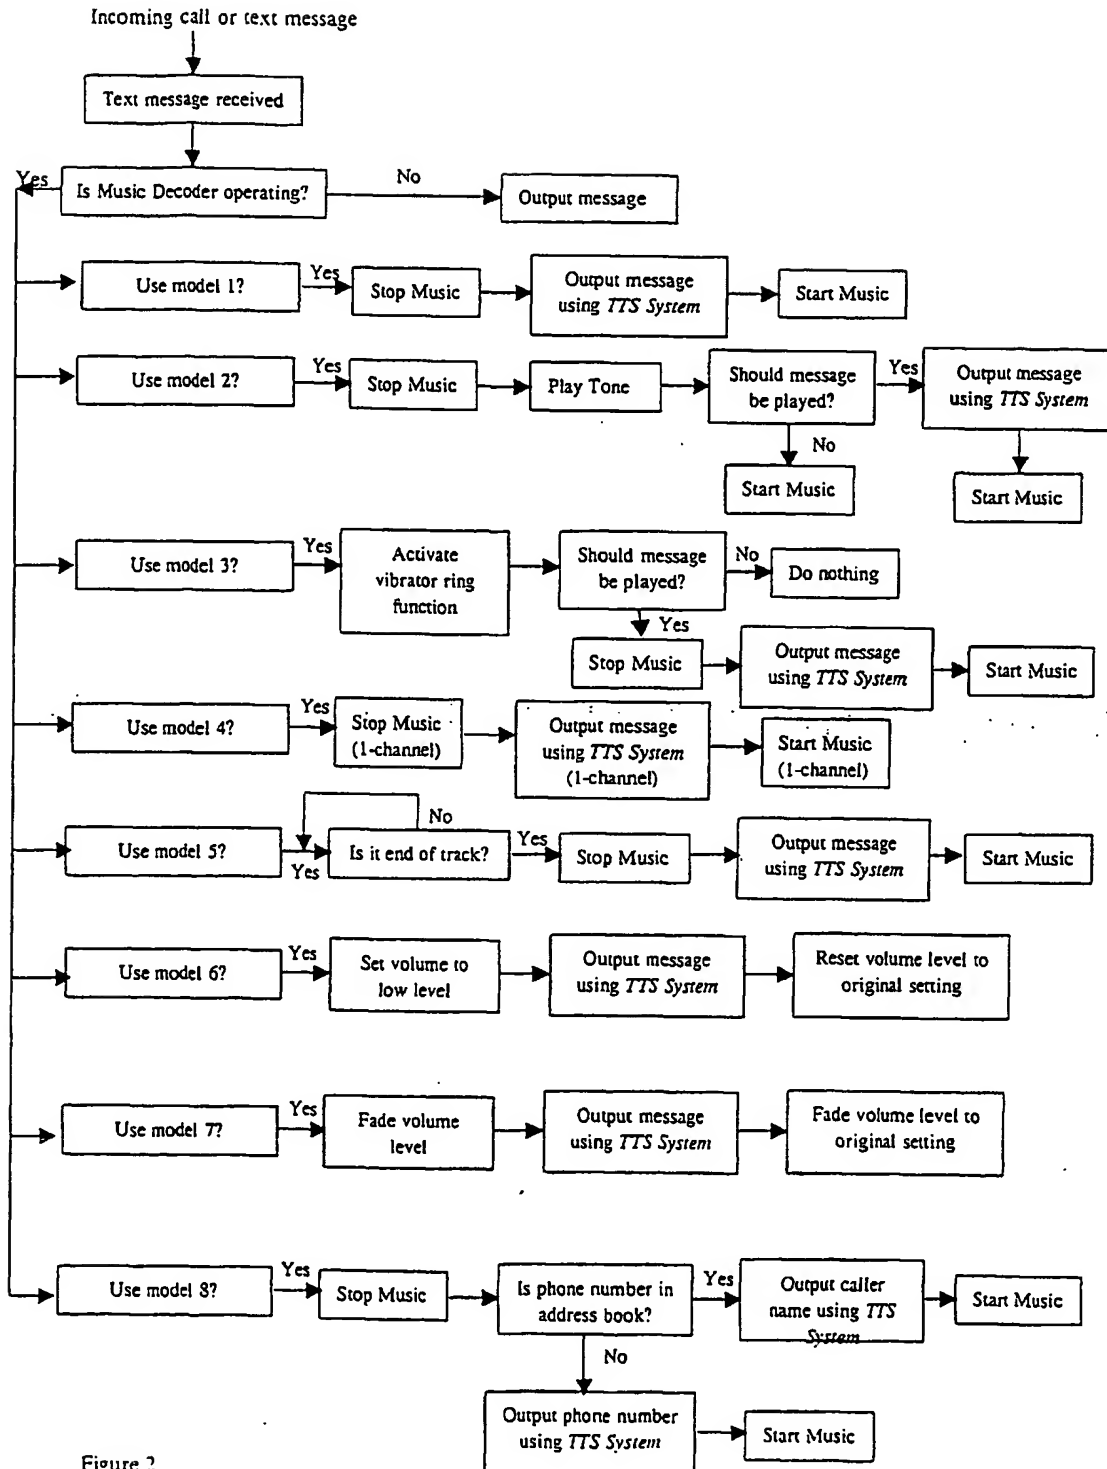 Incoming call or text message
Text message received
Yes
Is Music Decoder operating?
No
Output message
Use model 1?
Yes
Stop Music
Output message
using TTS System
Start Music
Use model 2?
Yes
Stop Music
Play Tone
Should message
be played?
Yes
Output message
using TTS System
No
Start Music
Start Music
Use model 3?
Yes
Activate
vibrator ring
function
Should message
be played?
No
Do nothing
Yes
Stop Music
Output message
using TTS System
Start Music
Use model 4?
Yes
Stop Music
(1-channel)
Output message
using TTS System
(1-channel)
Start Music
(1-channel)
No
Use model 5?
Yes
Is it end of track?
Yes
Stop Music
Output message
using TTS System
Start Music
Use model 6?
Yes
Set volume to
low level
Output message
using TTS System
Reset volume level to
original setting
Use model 7?
Yes
Fade volume
level
Output message
using TTS System
Fade volume level to
original setting
Use model 8?
Yes
Stop Music
Is phone number in
address book?
Yes
Output caller
name using TTS
System
Start Music
No
Output phone number
using TTS System
Start Music
Figure 2